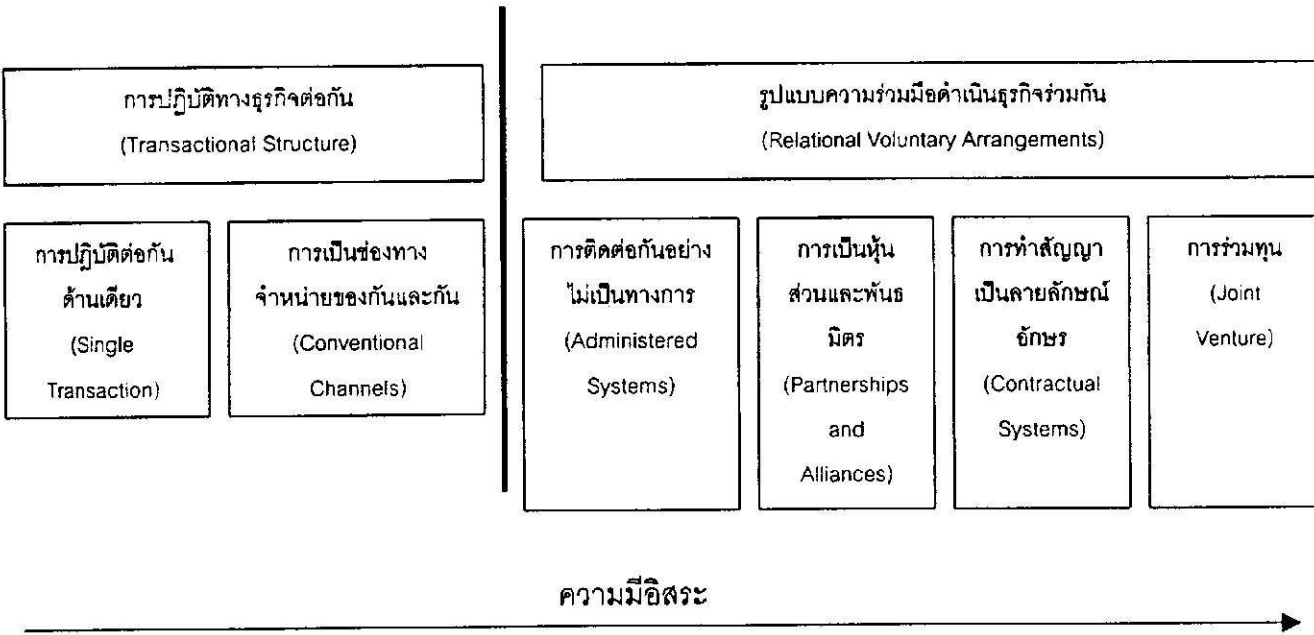 การปฏิบัติทางธุรกิจต่อกัน
(Transactional Structure)
รูปแบบความร่วมมือดำเนินธุรกิจร่วมกัน
(Relational Voluntary Arrangements)
การปฏิบัติต่อกัน
ด้านเดียว
(Single
Transaction)
การเป็นช่องทาง
จำหน่ายของกันและกัน
(Conventional
Channels)
การติดต่อกันอย่าง
ไม่เป็นทางการ
(Administered
Systems)
การเป็นหุ้น
ส่วนและพันธ
มิตร
(Partnerships
and
Alliances)
การทำสัญญา
เป็นลายลักษณ์
อักษร
(Contractual
Systems)
การร่วมทุน
(Joint
Venture)
ความมีอิสระ